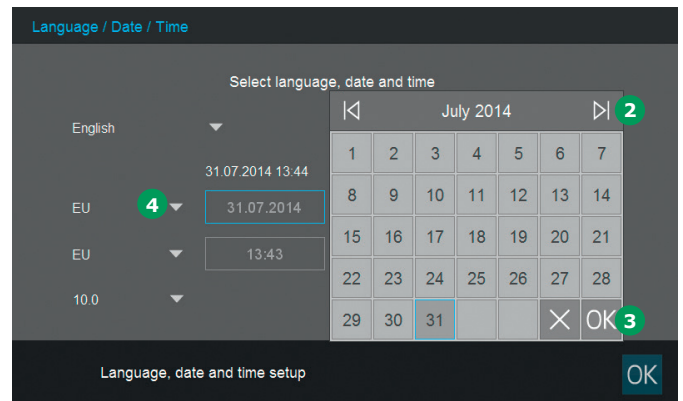 Language / Date / Time
Select language, date and time
July 2014 2
English
1 2 3 4 5 6 7
31.07.2014 13:44
8 9 10 11 12 13 14
EU 4 31.07.2014
15 16 17 18 19 20 21
EU 13:43
22 23 24 25 26 27 28
10.0
29 30 31 OK 3
Language, date and time setup OK